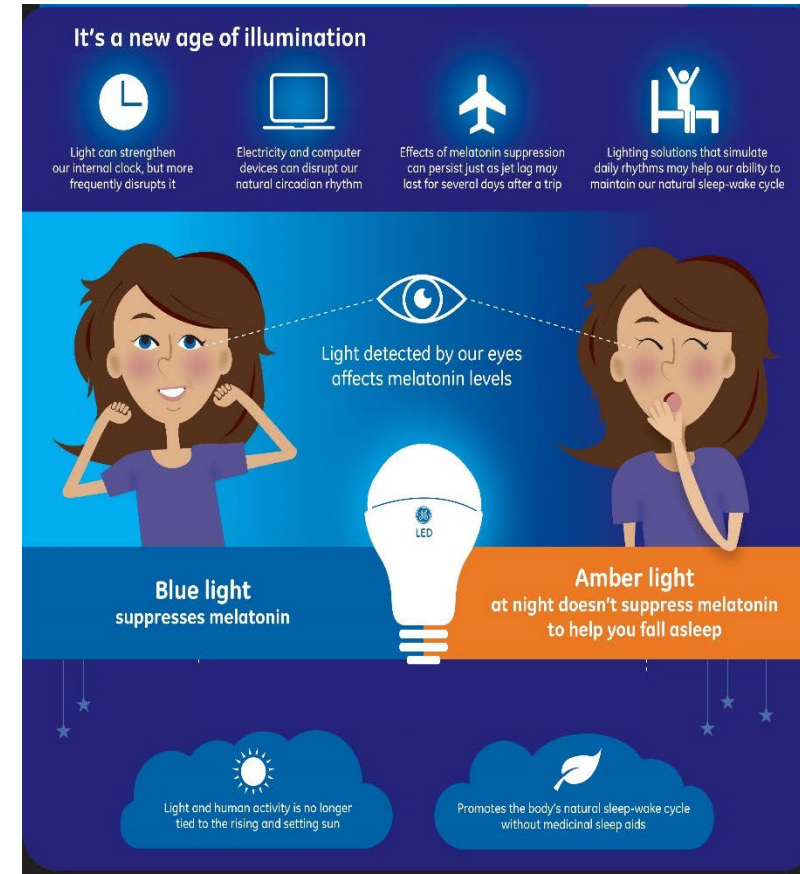 It's a new age of illumination
Light can strengthen
our internal clock, but more
frequently disrupts it
Electricity and computer
devices can disrupt our
natural circadian rhythm
Effects of melatonin suppression
can persist just as jet lag may
last for several days after a trip
Lighting solutions that simulate
daily rhythms may help our ability to
maintain our natural sleep-wake cycle
Light detected by our eyes
affects melatonin levels
GE
LED
Blue light
suppresses melatonin
Amber light
at night doesn't suppress melatonin
to help you fall asleep
Light and human activity is no longer
tied to the rising and setting sun
Promotes the body's natural sleep-wake cycle
without medicinal sleep aids